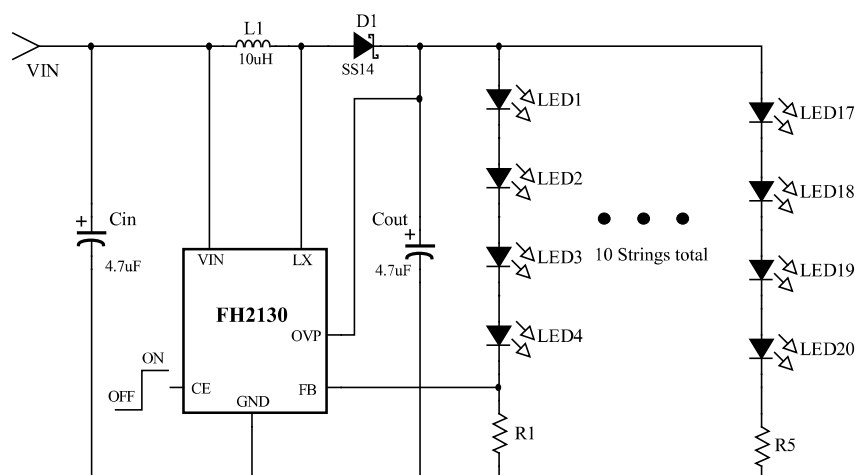 L1
10uH
D1
SS14
VIN
LED1
LED2
LED3
LED4
LED17
LED18
LED19
LED20
10 Strings total
+
Cin
4.7uF
Cout
+
4.7uF
VIN
LX
FH2130
OVP
CE
FB
GND
ON
OFF
R1
R5